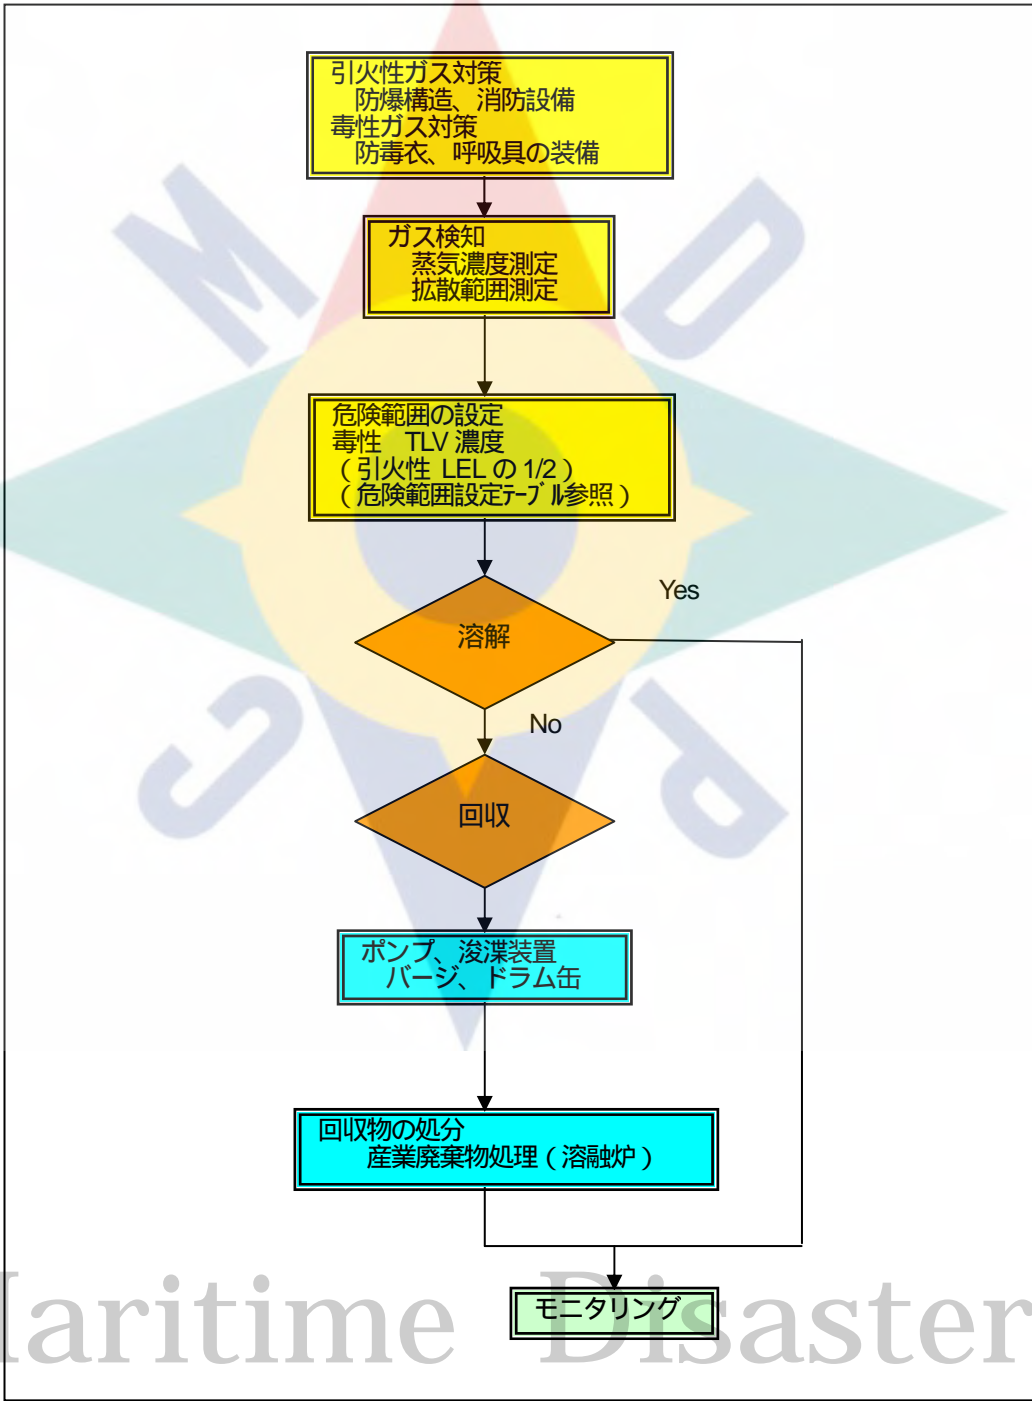 引火性ガス対策
防爆構造、消防設備
毒性ガス対策
防毒衣、呼吸具の装備
ガス検知
蒸気濃度測定
拡散範囲測定
危険範囲の設定
毒性 TLV 濃度
(引火性 LEL の 1/2)
(危険範囲設定ﾃｰﾌﾞﾙ参照)
溶解
Yes
No
回収
ポンプ、浚渫装置
バージ、ドラム缶
回収物の処分
産業廃棄物処理(溶融炉)
モニタリング
M D
C P
aritime Disaster